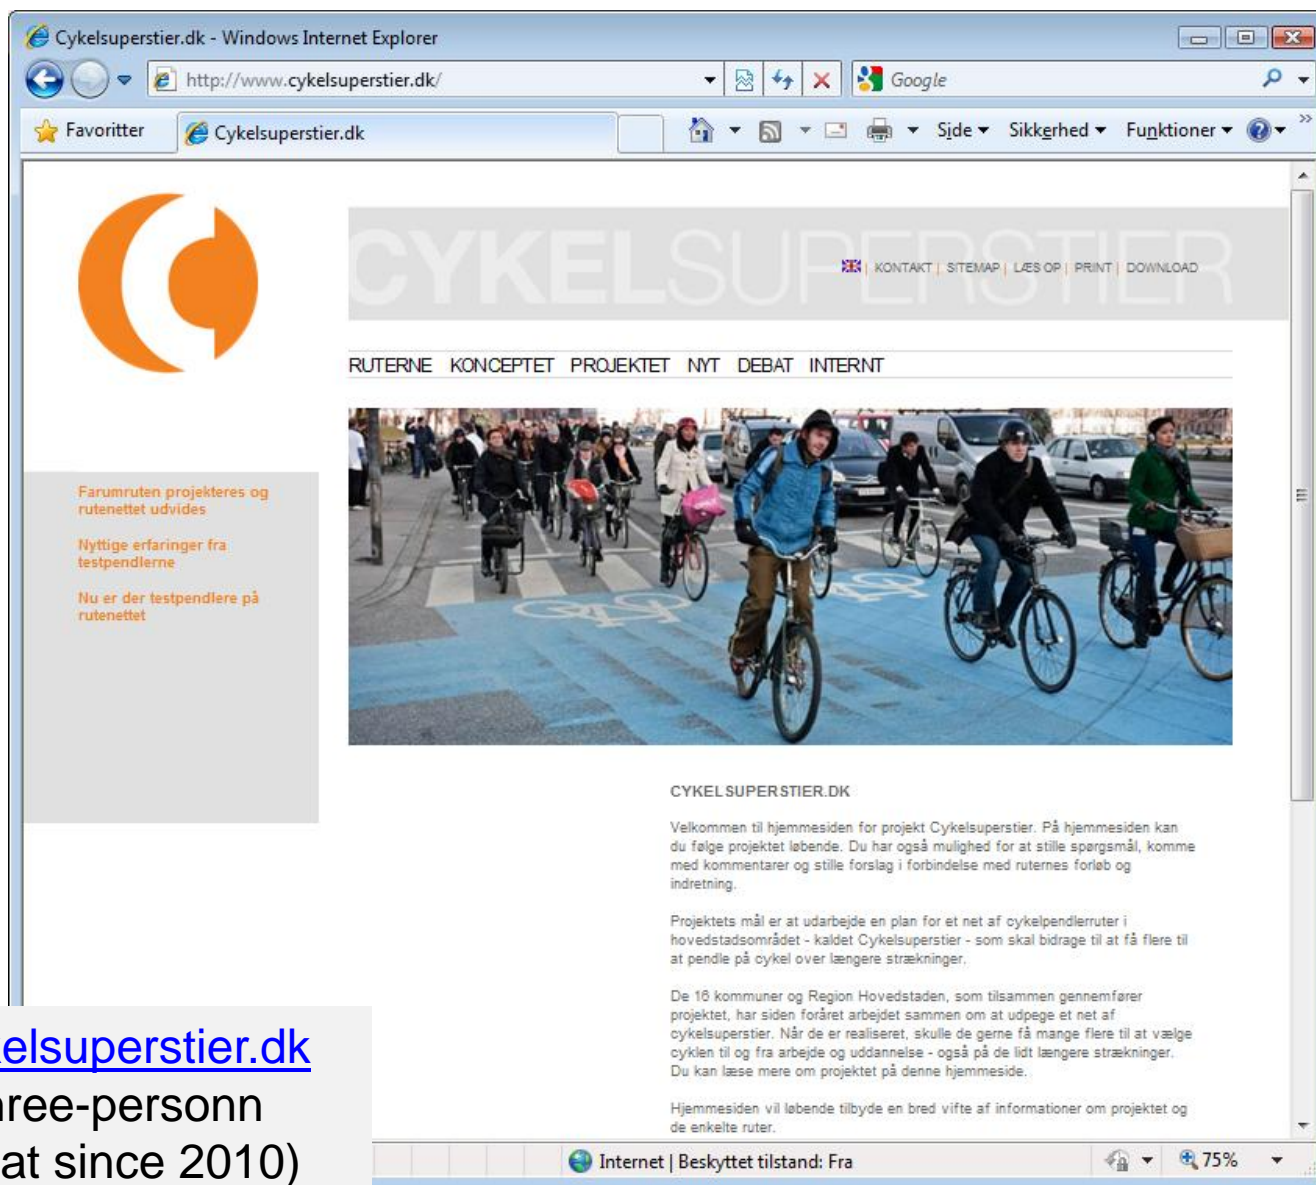 Cykelsuperstier.dk - Windows Internet Explorer
http://www.cykelsuperstier.dk/
Google
Favoritter
Cykelsuperstier.dk
Side
Sikkerhed
Funktioner
CYKELSUPERSTIER
KONTAKT | SITEMAP | LÆS OP | PRINT | DOWNLOAD
RUTERNE KONCEPTET PROJEKTET NYT DEBAT INTERNT
Farumruten projekteres og
rutenettet udvides
Nyttige erfaringer fra
testpendlerne
Nu er der testpendlere på
rutenettet
CYKELSUPERSTIER.DK
Velkommen til hjemmesiden for projekt Cykelsuperstier. På hjemmesiden kan
du følge projektet løbende. Du har også mulighed for at stille spørgsmål, komme
med kommentarer og stille forslag i forbindelse med ruternes forløb og
indretning.
Projektets mål er at udarbejde en plan for et net af cykelpendlerruter i
hovedstadsområdet - kaldet Cykelsuperstier - som skal bidrage til at få flere til
at pendle på cykel over længere strækninger.
De 16 kommuner og Region Hovedstaden, som tilsammen gennemfører
projektet, har siden foråret arbejdet sammen om at udpege et net af
cykelsuperstier. Når de er realiseret, skulle de gerne få mange flere til at vælge
cyklen til og fra arbejde og uddannelse - også på de lidt længere strækninger.
Du kan læse mere om projektet på denne hjemmeside.
Hjemmesiden vil løbende tilbyde en bred vifte af informationer om projektet og
de enkelte ruter.
elsuperstier.dk
ree-personn
at since 2010)
Internet | Beskyttet tilstand: Fra
75%